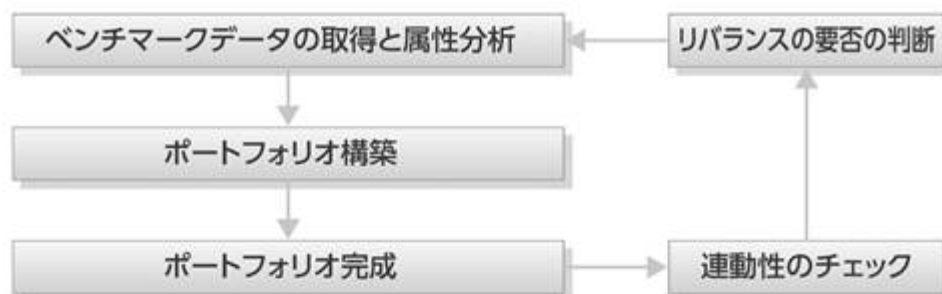 ベンチマークデータの取得と属性分析
リバランスの要否の判断
ポートフォリオ構築
ポートフォリオ完成
連動性のチェック